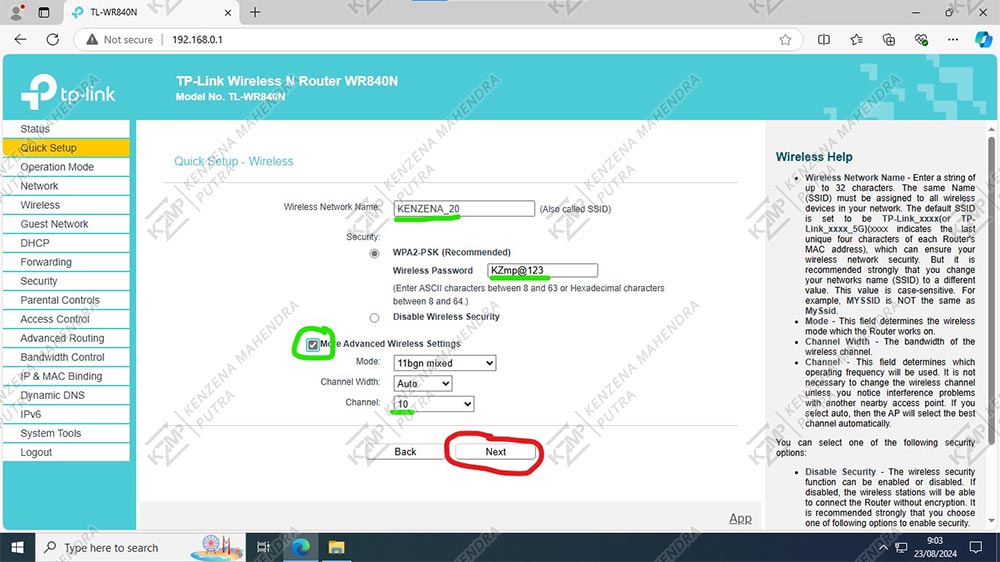 TL-WR840N
Not secure
192.168.0.1
tp-link
TP-Link Wireless N Router WR840N
Model No. TL-WR840N
Status
Quick Setup
Operation Mode
Network
Wireless
Guest Network
DHCP
Forwarding
Security
Parental Controls
Access Control
Advanced Routing
Bandwidth Control
IP & MAC Binding
Dynamic DNS
IPv6
System Tools
Logout
Quick Setup - Wireless
Wireless Network Name: KENZENA_20 (Also called SSID)
Security:
WPA2-PSK (Recommended)
Wireless Password KZmp@123
(Enter ASCII characters between 8 and 63 or Hexadecimal characters
between 8 and 64.)
Disable Wireless Security
More Advanced Wireless Settings
Mode: 11bgn mixed
Channel Width: Auto
Channel: 10
Back Next
App
Wireless Help
• Wireless Network Name - Enter a string of
up to 32 characters. The same Name
(SSID) must be assigned to all wireless
devices in your network. The default SSID
is set to be TP-Link_xxxx(or TP-
Link_xxxx_5G)(xxxx indicates the last
unique four characters of each Router's
MAC address), which can ensure your
wireless network security. But it is
recommended strongly that you change
your networks name (SSID) to a different
value. This value is case-sensitive. For
example, MYSSID is NOT the same as
MySsid.
• Mode - This field determines the wireless
mode which the Router works on.
• Channel Width - The bandwidth of the
wireless channel.
• Channel - This field determines which
operating frequency will be used. It is not
necessary to change the wireless channel
unless you notice interference problems
with another nearby access point. If you
select auto, then the AP will select the best
channel automatically.
You can select one of the following security
options:
• Disable Security - The wireless security
function can be enabled or disabled. If
disabled, the wireless stations will be able
to connect the Router without encryption. It
is recommended strongly that you choose
one of following options to enable security.
Type here to search
9:03
23/08/2024
KZMP | KENZENA MAHENDRA
PUTRA